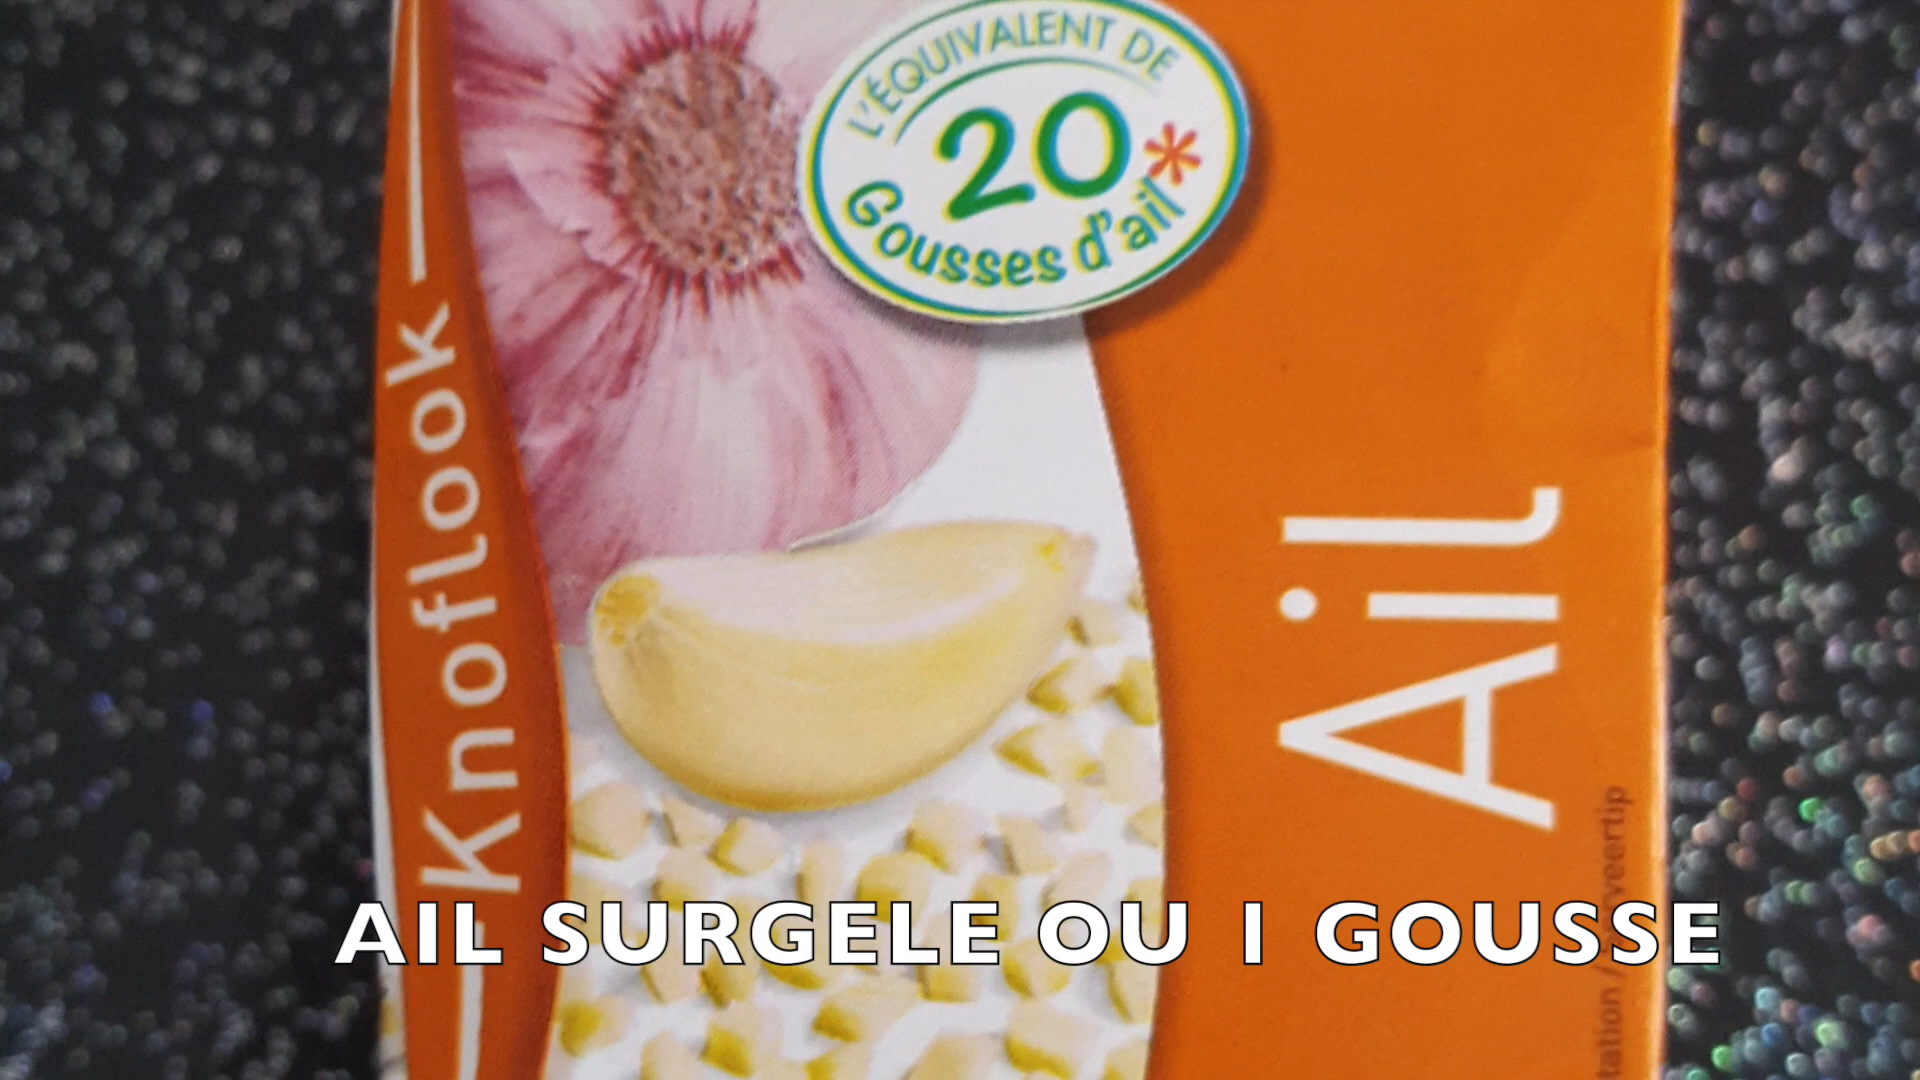 L'ÉQUIVALENT DE
20*
Gousses d'ail
Knoflook
Ail
AIL SURGELE OU 1 GOUSSE